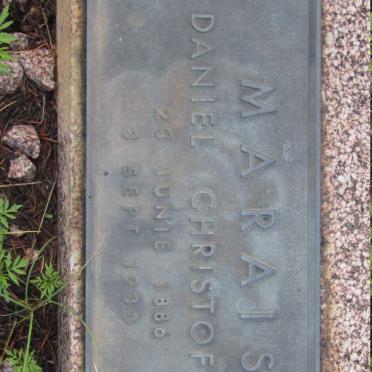 MARAIS
DANIEL CHRISTOF
26 JUNIE 1886
3 SEPT 1933